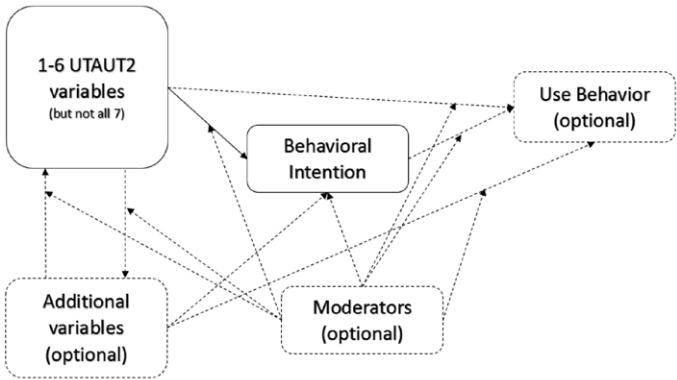 1-6 UTAUT2
variables
(but not all 7)
Use Behavior
(optional)
Behavioral
Intention
Additional
variables
(optional)
Moderators
(optional)